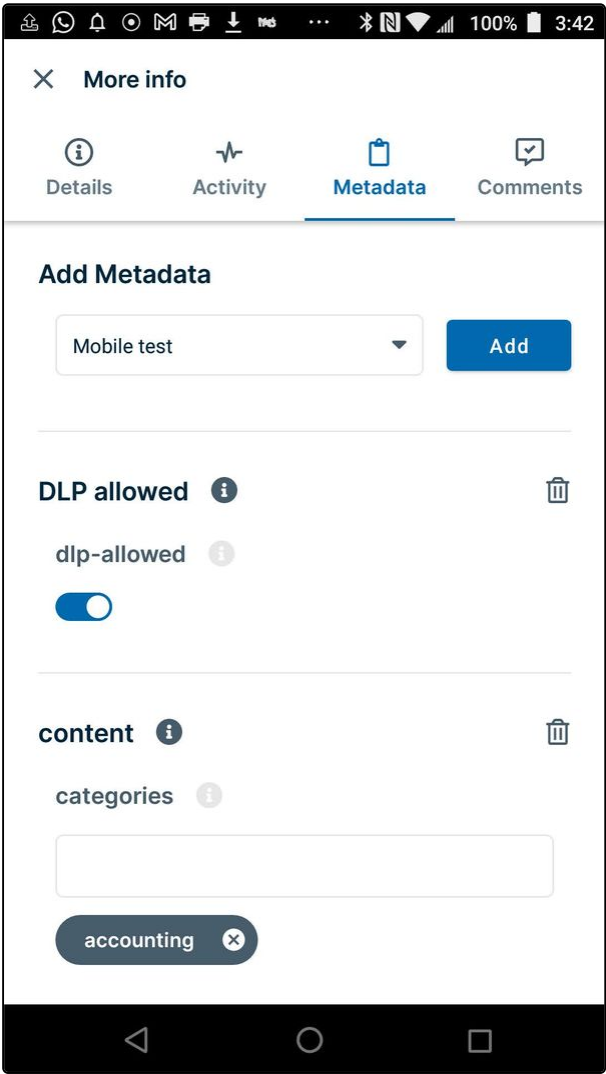 100% 3:42
More info
Details Activity Metadata Comments
Add Metadata
Mobile test Add
DLP allowed
dlp-allowed
content
categories
accounting